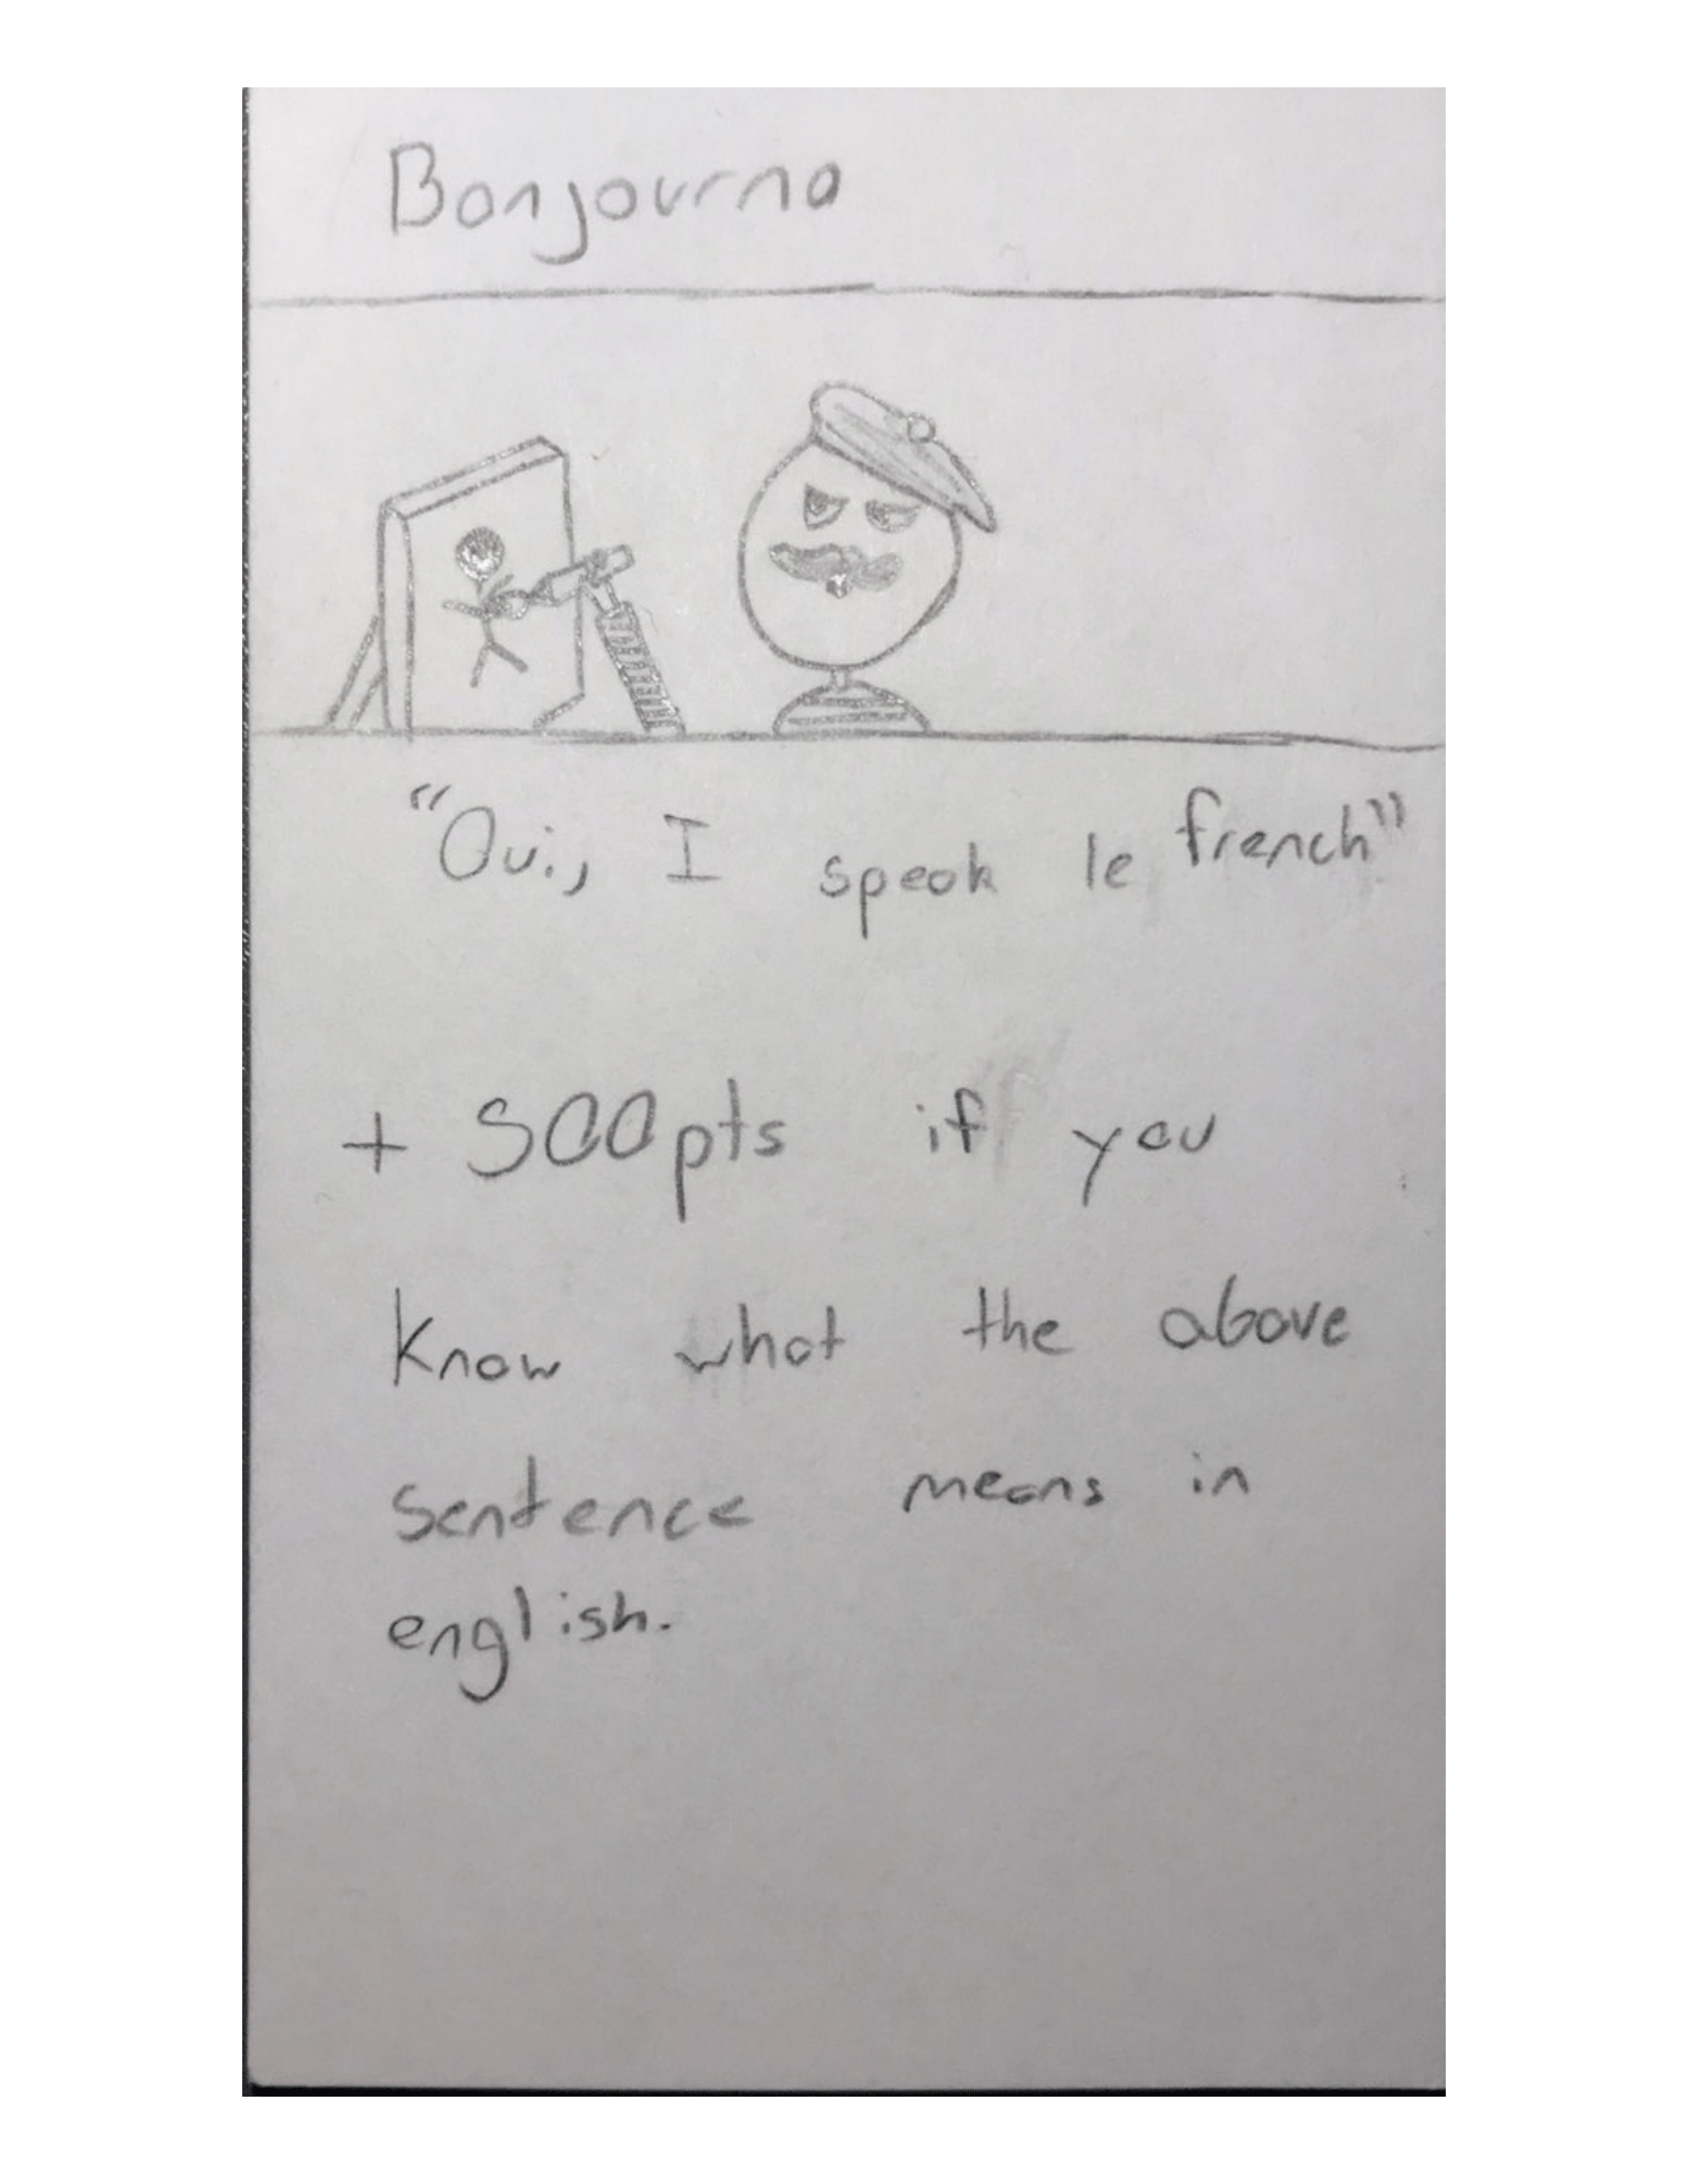 Bonjourno
"Oui, I speak le french"
+ 500pts if you
know what the above
sentence means in
english.